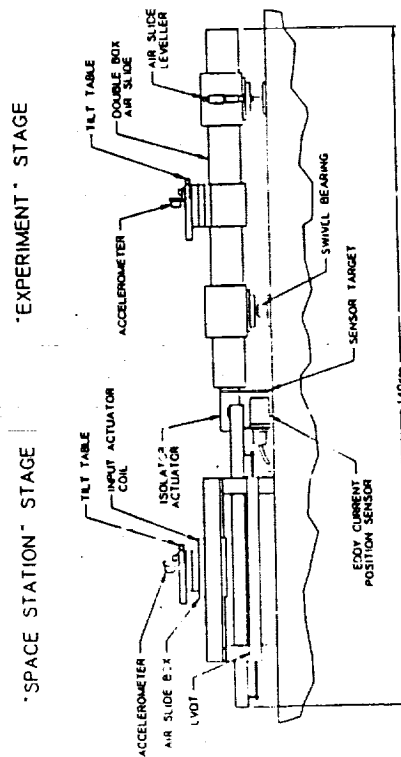 "SPACE STATION" STAGE
"EXPERIMENT" STAGE
ACCELEROMETER
AIR SLIDE BOX
LVDT
TILT TABLE
INPUT ACTUATOR
COIL
ISOLATOR
ACTUATOR
EDDY CURRENT
POSITION SENSOR
ACCELEROMETER
TILT TABLE
DOUBLE BOX
AIR SLIDE
AIR SLIDE
LEVELLER
SWIVEL BEARING
SENSOR TARGET